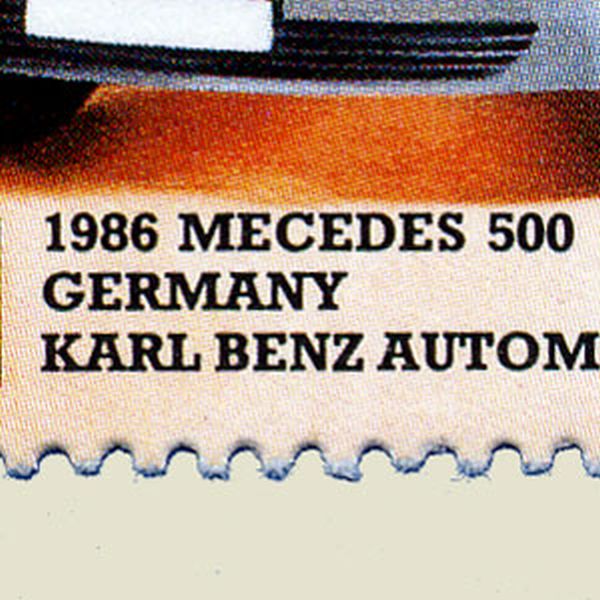 1986 MECEDES 500
GERMANY
KARL BENZ AUTOM